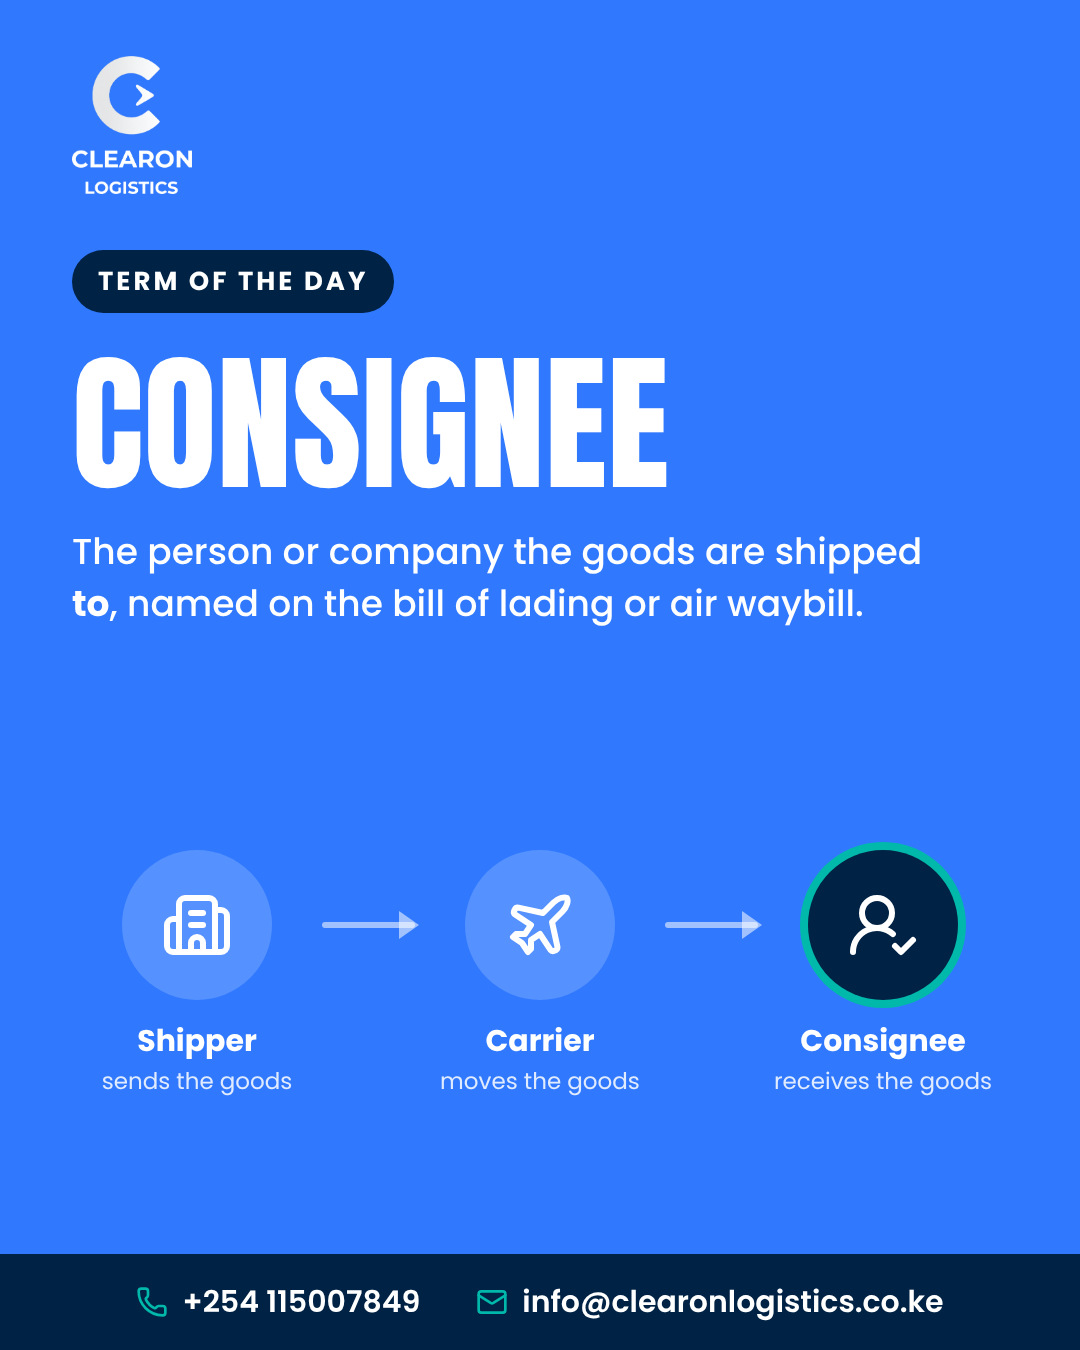 CLEARON
LOGISTICS
TERM OF THE DAY
CONSIGNEE
The person or company the goods are shipped
to, named on the bill of lading or air waybill.
Shipper
sends the goods
Carrier
moves the goods
Consignee
receives the goods
+254 115007849
info@clearonlogistics.co.ke